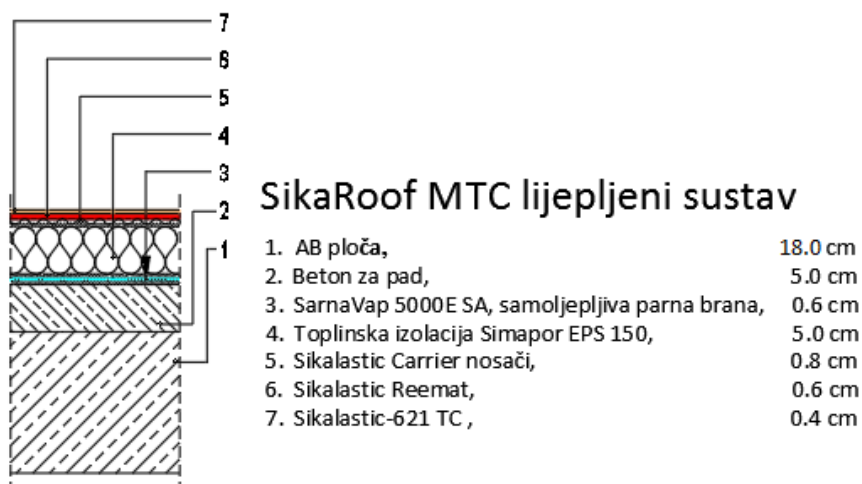 7
6
5
4
3
2
1
SikaRoof MTC lijepljeni sustav
1. AB ploča, 18.0 cm
2. Beton za pad, 5.0 cm
3. SarnaVap 5000E SA, samoljepljiva parna brana, 0.6 cm
4. Toplinska izolacija Simapor EPS 150, 5.0 cm
5. Sikalastic Carrier nosači, 0.8 cm
6. Sikalastic Reemat, 0.6 cm
7. Sikalastic-621 TC , 0.4 cm